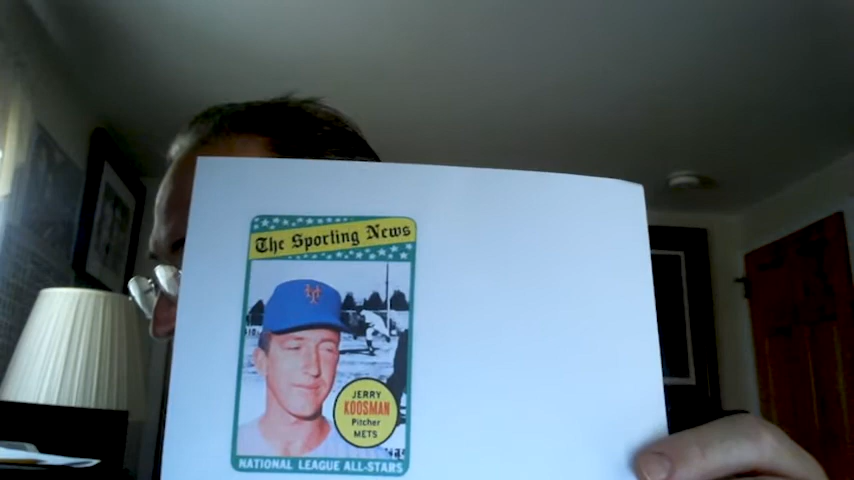 The Sporting News
JERRY
KOOSMAN
Pitcher
METS
NATIONAL LEAGUE ALL-STARS